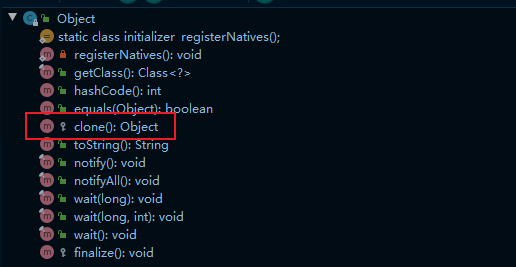 Object
static class initializer registerNatives();
registerNatives(): void
getClass(): Class<?>
hashCode(): int
equals(Object): boolean
clone(): Object
toString(): String
notify(): void
notifyAll(): void
wait(long): void
wait(long, int): void
wait(): void
finalize(): void